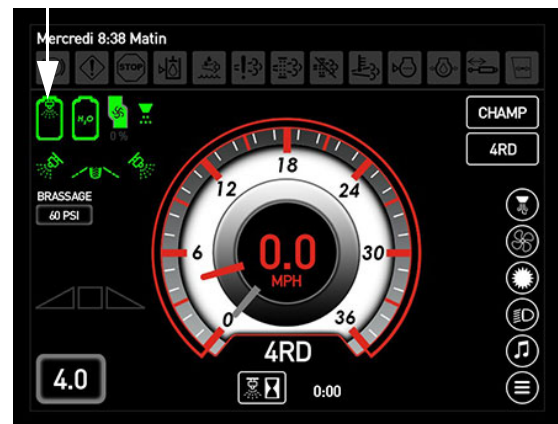 Mercredi 8:38 Matin
STOP
H₂O
0 %
CHAMP
4RD
BRASSAGE
60 PSI
18
12
24
6
30
0.0
MPH
0
36
4RD
4.0
0:00